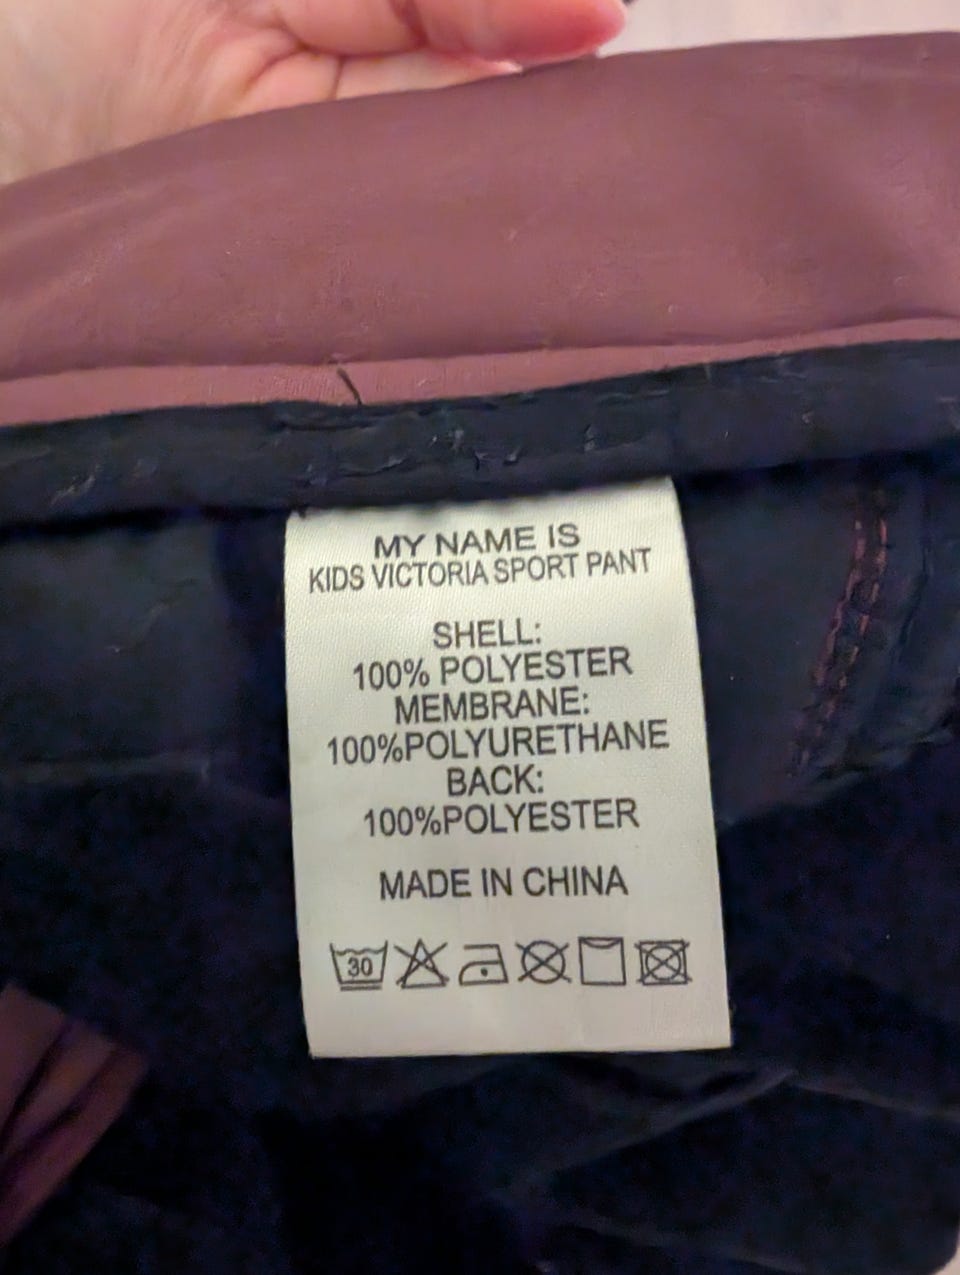 MY NAME IS
KIDS VICTORIA SPORT PANT
SHELL:
100% POLYESTER
MEMBRANE:
100%POLYURETHANE
BACK:
100%POLYESTER
MADE IN CHINA
30